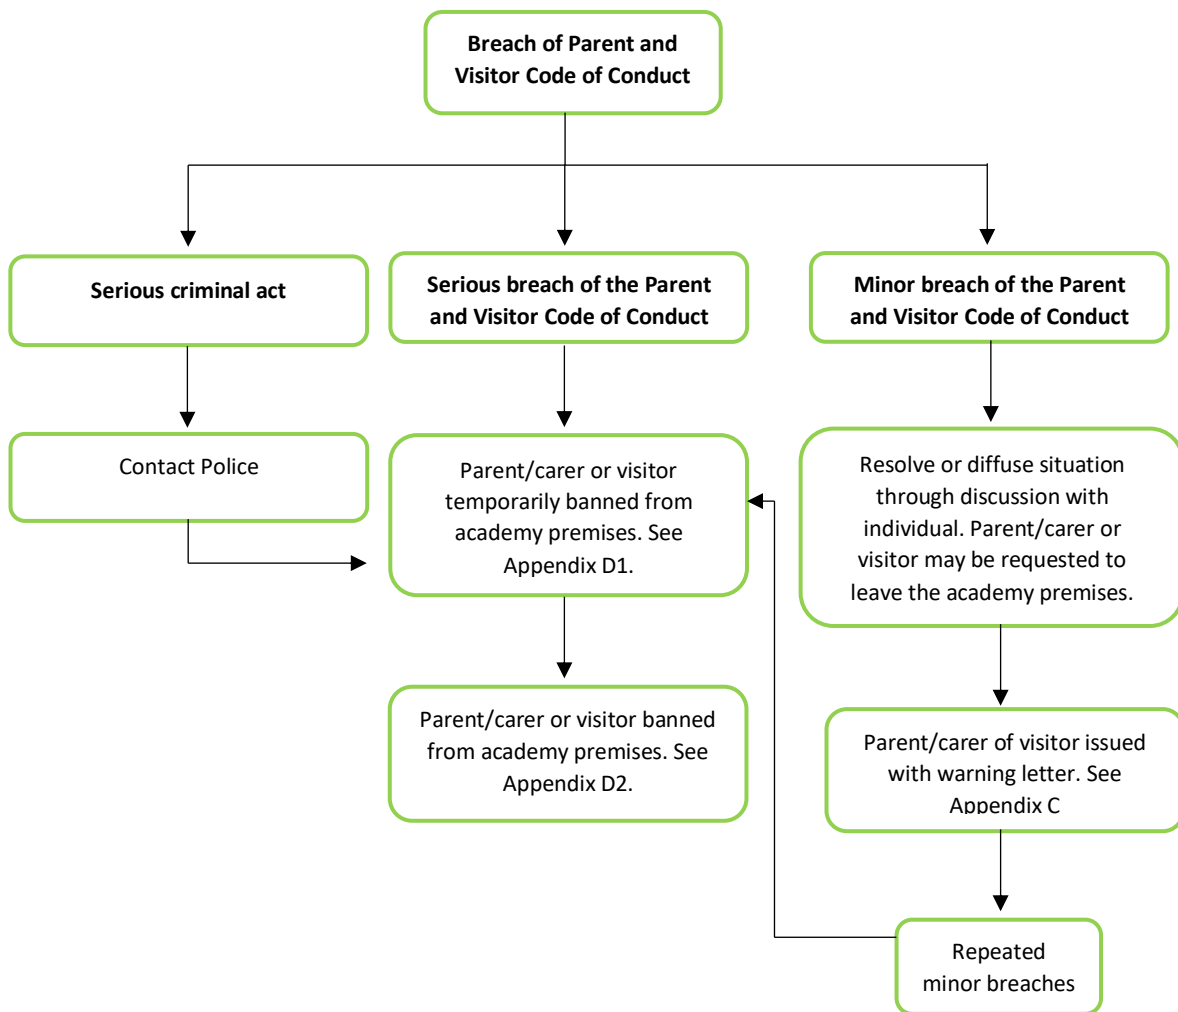 Breach of Parent and
Visitor Code of Conduct
Serious criminal act
Serious breach of the Parent
and Visitor Code of Conduct
Minor breach of the Parent
and Visitor Code of Conduct
Contact Police
Parent/carer or visitor
temporarily banned from
academy premises. See
Appendix D1.
Resolve or diffuse situation
through discussion with
individual. Parent/carer or
visitor may be requested to
leave the academy premises.
Parent/carer or visitor banned
from academy premises. See
Appendix D2.
Parent/carer of visitor issued
with warning letter. See
Appendix C
Repeated
minor breaches